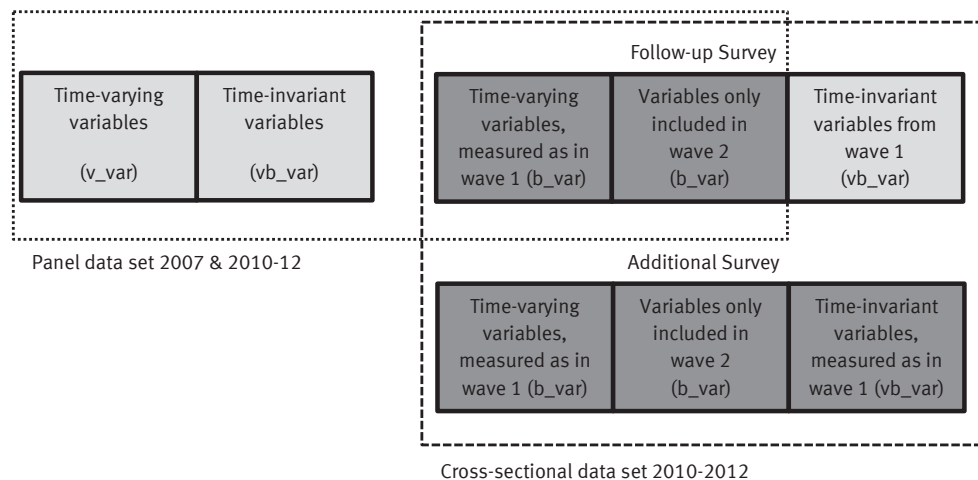 Follow-up Survey
Time-varying
variables
(v_var)
Time-invariant
variables
(vb_var)
Time-varying
variables,
measured as in
wave 1 (b_var)
Variables only
included in
wave 2
(b_var)
Time-invariant
variables from
wave 1
(vb_var)
Panel data set 2007 & 2010-12
Additional Survey
Time-varying
variables,
measured as in
wave 1 (b_var)
Variables only
included in
wave 2
(b_var)
Time-invariant
variables,
measured as in
wave 1 (vb_var)
Cross-sectional data set 2010-2012